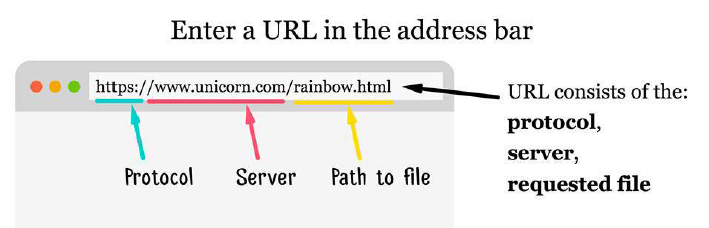 Enter a URL in the address bar
https://www.unicorn.com/rainbow.html
URL consists of the:
protocol,
server,
requested file
Protocol
Server
Path to file